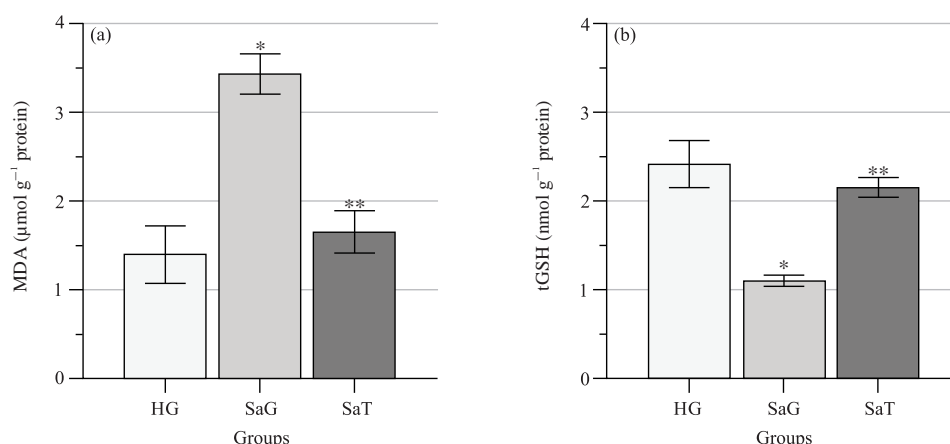 (a)
MDA (µmol g⁻¹ protein)
4
3
2
1
0
*
**
HG SaG SaT
Groups
(b)
tGSH (nmol g⁻¹ protein)
4
3
2
1
0
*
**
HG SaG SaT
Groups